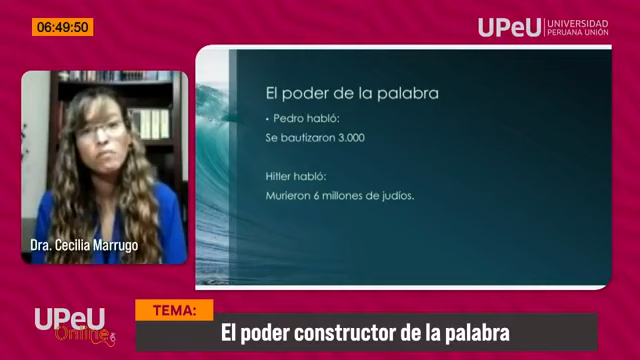 06:49:50
UPeU UNIVERSIDAD
PERUANA UNIÓN
El poder de la palabra
• Pedro habló:
Se bautizaron 3.000
Hitler habló:
Murieron 6 millones de judíos.
Dra. Cecilia Marrugo
UPeU
Online
TEMA:
El poder constructor de la palabra